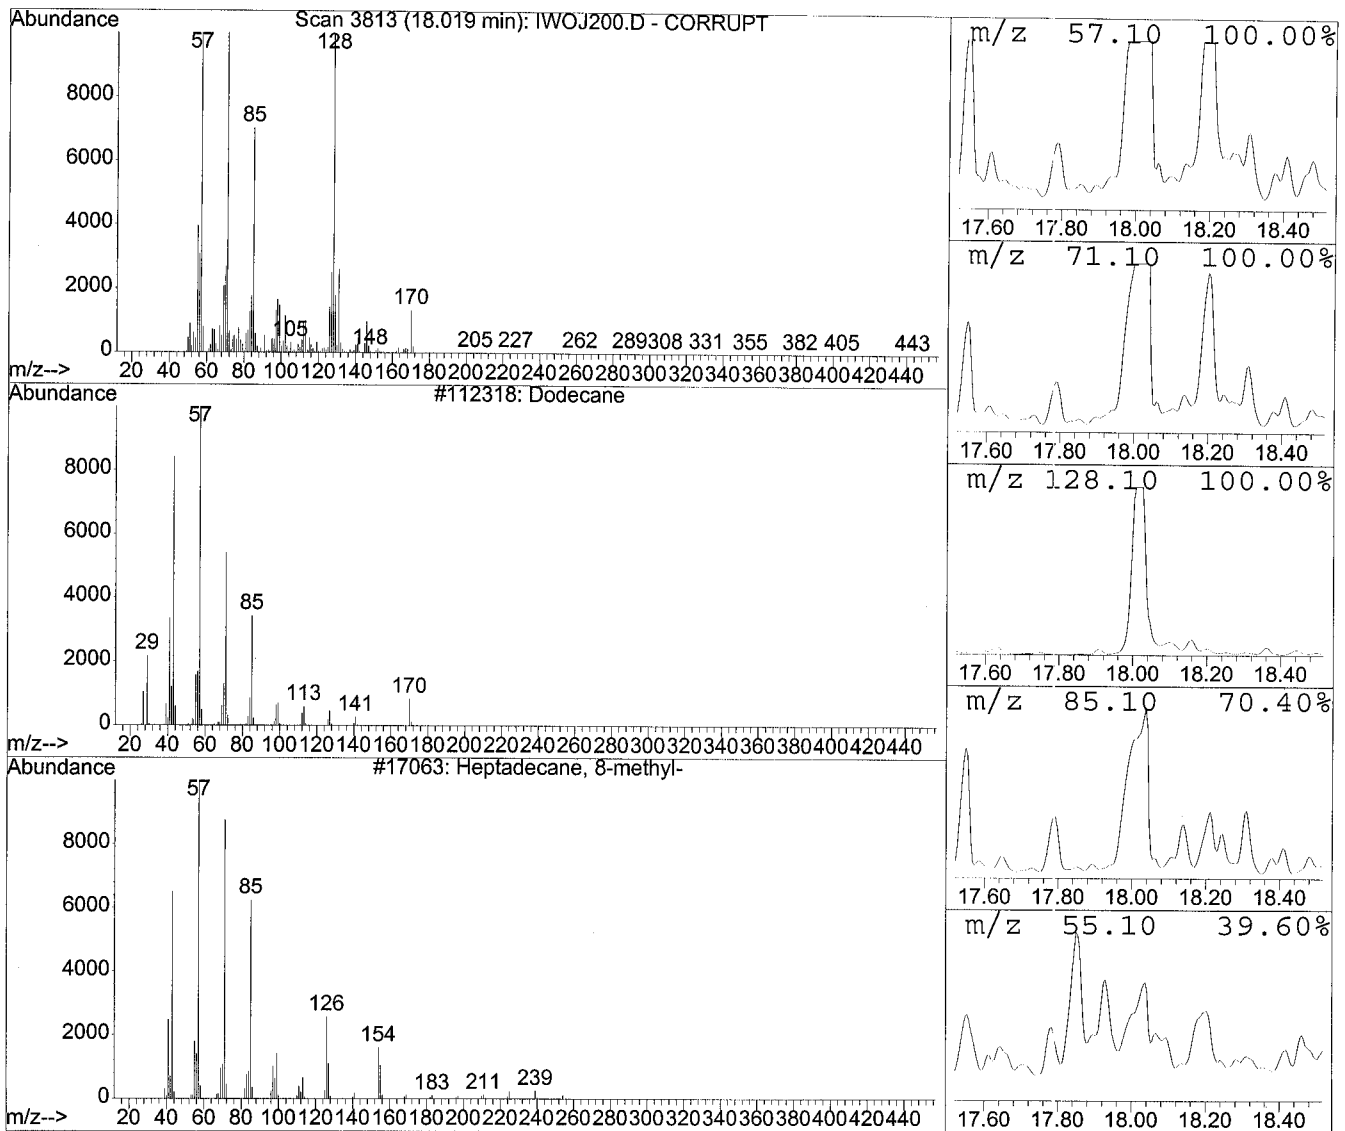 Abundance
Scan 3813 (18.019 min): IWOJ200.D - CORRUPT
57
128
8000
85
6000
4000
2000
170
105
148
205 227 262 289 308 331 355 382 405 443
0
m/z--> 20 40 60 80 100 120 140 160 180 200 220 240 260 280 300 320 340 360 380 400 420 440
Abundance
#112318: Dodecane
57
8000
6000
4000
85
29
2000
113
141
170
0
m/z--> 20 40 60 80 100 120 140 160 180 200 220 240 260 280 300 320 340 360 380 400 420 440
Abundance
#17063: Heptadecane, 8-methyl-
57
8000
85
6000
4000
126
2000
154
183 211 239
0
m/z--> 20 40 60 80 100 120 140 160 180 200 220 240 260 280 300 320 340 360 380 400 420 440
m/z 57.10 100.00%
17.60 17.80 18.00 18.20 18.40
m/z 71.10 100.00%
17.60 17.80 18.00 18.20 18.40
m/z 128.10 100.00%
17.60 17.80 18.00 18.20 18.40
m/z 85.10 70.40%
17.60 17.80 18.00 18.20 18.40
m/z 55.10 39.60%
17.60 17.80 18.00 18.20 18.40